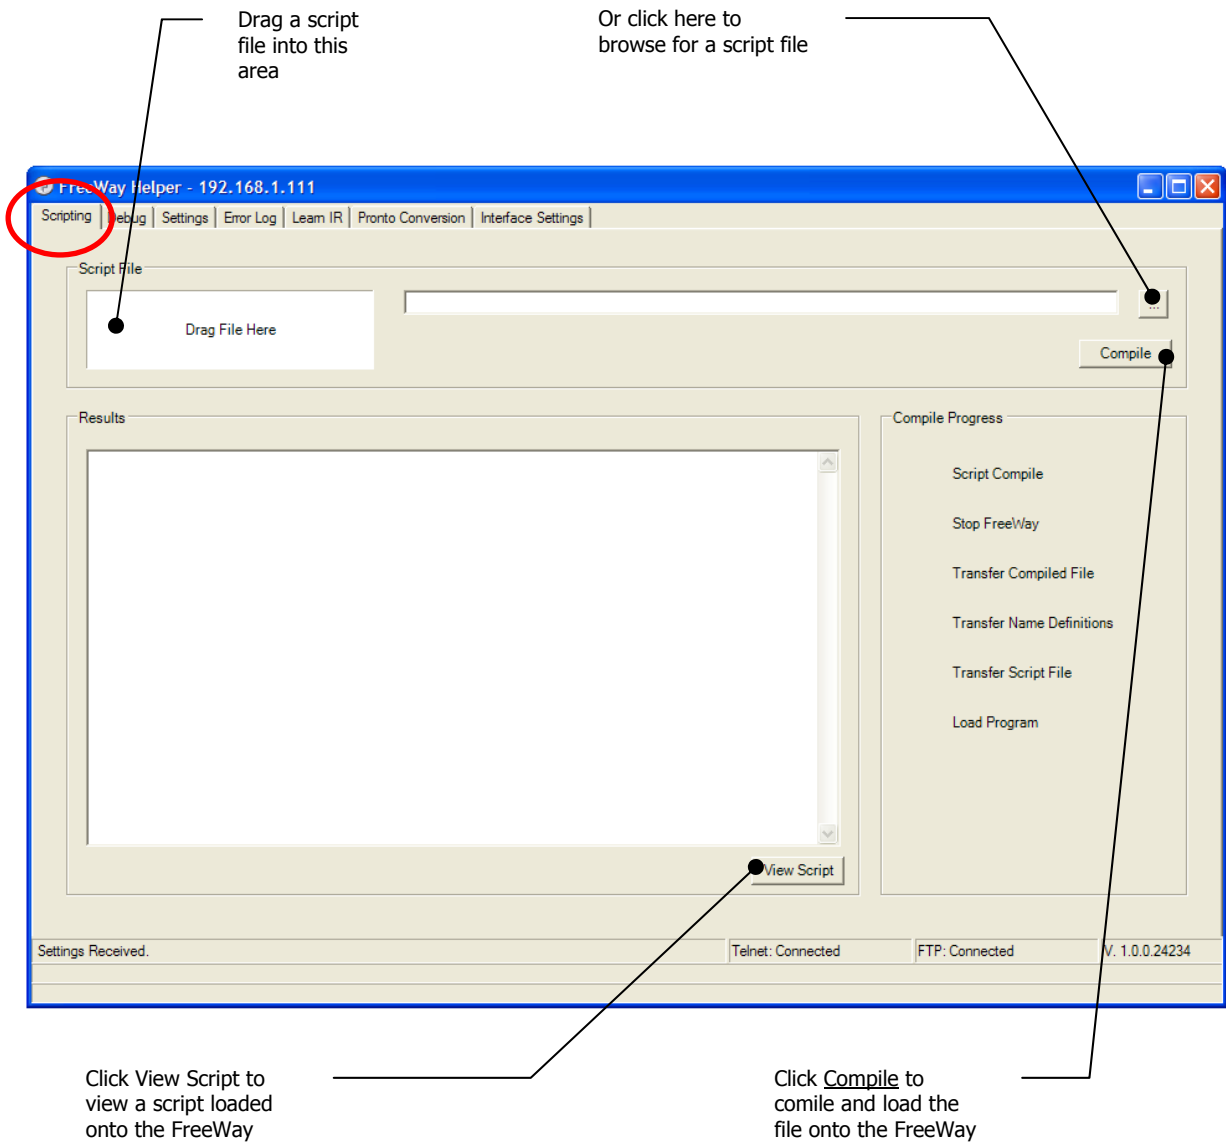 Drag a script
file into this
area
Or click here to
browse for a script file
FreeWay Helper - 192.168.1.111
Scripting Debug Settings Error Log Learn IR Pronto Conversion Interface Settings
Script File
Drag File Here
...
Compile
Results
Compile Progress
Script Compile
Stop FreeWay
Transfer Compiled File
Transfer Name Definitions
Transfer Script File
Load Program
View Script
Settings Received.
Telnet: Connected
FTP: Connected
V. 1.0.0.24234
Click View Script to
view a script loaded
onto the FreeWay
Click Compile to
comile and load the
file onto the FreeWay